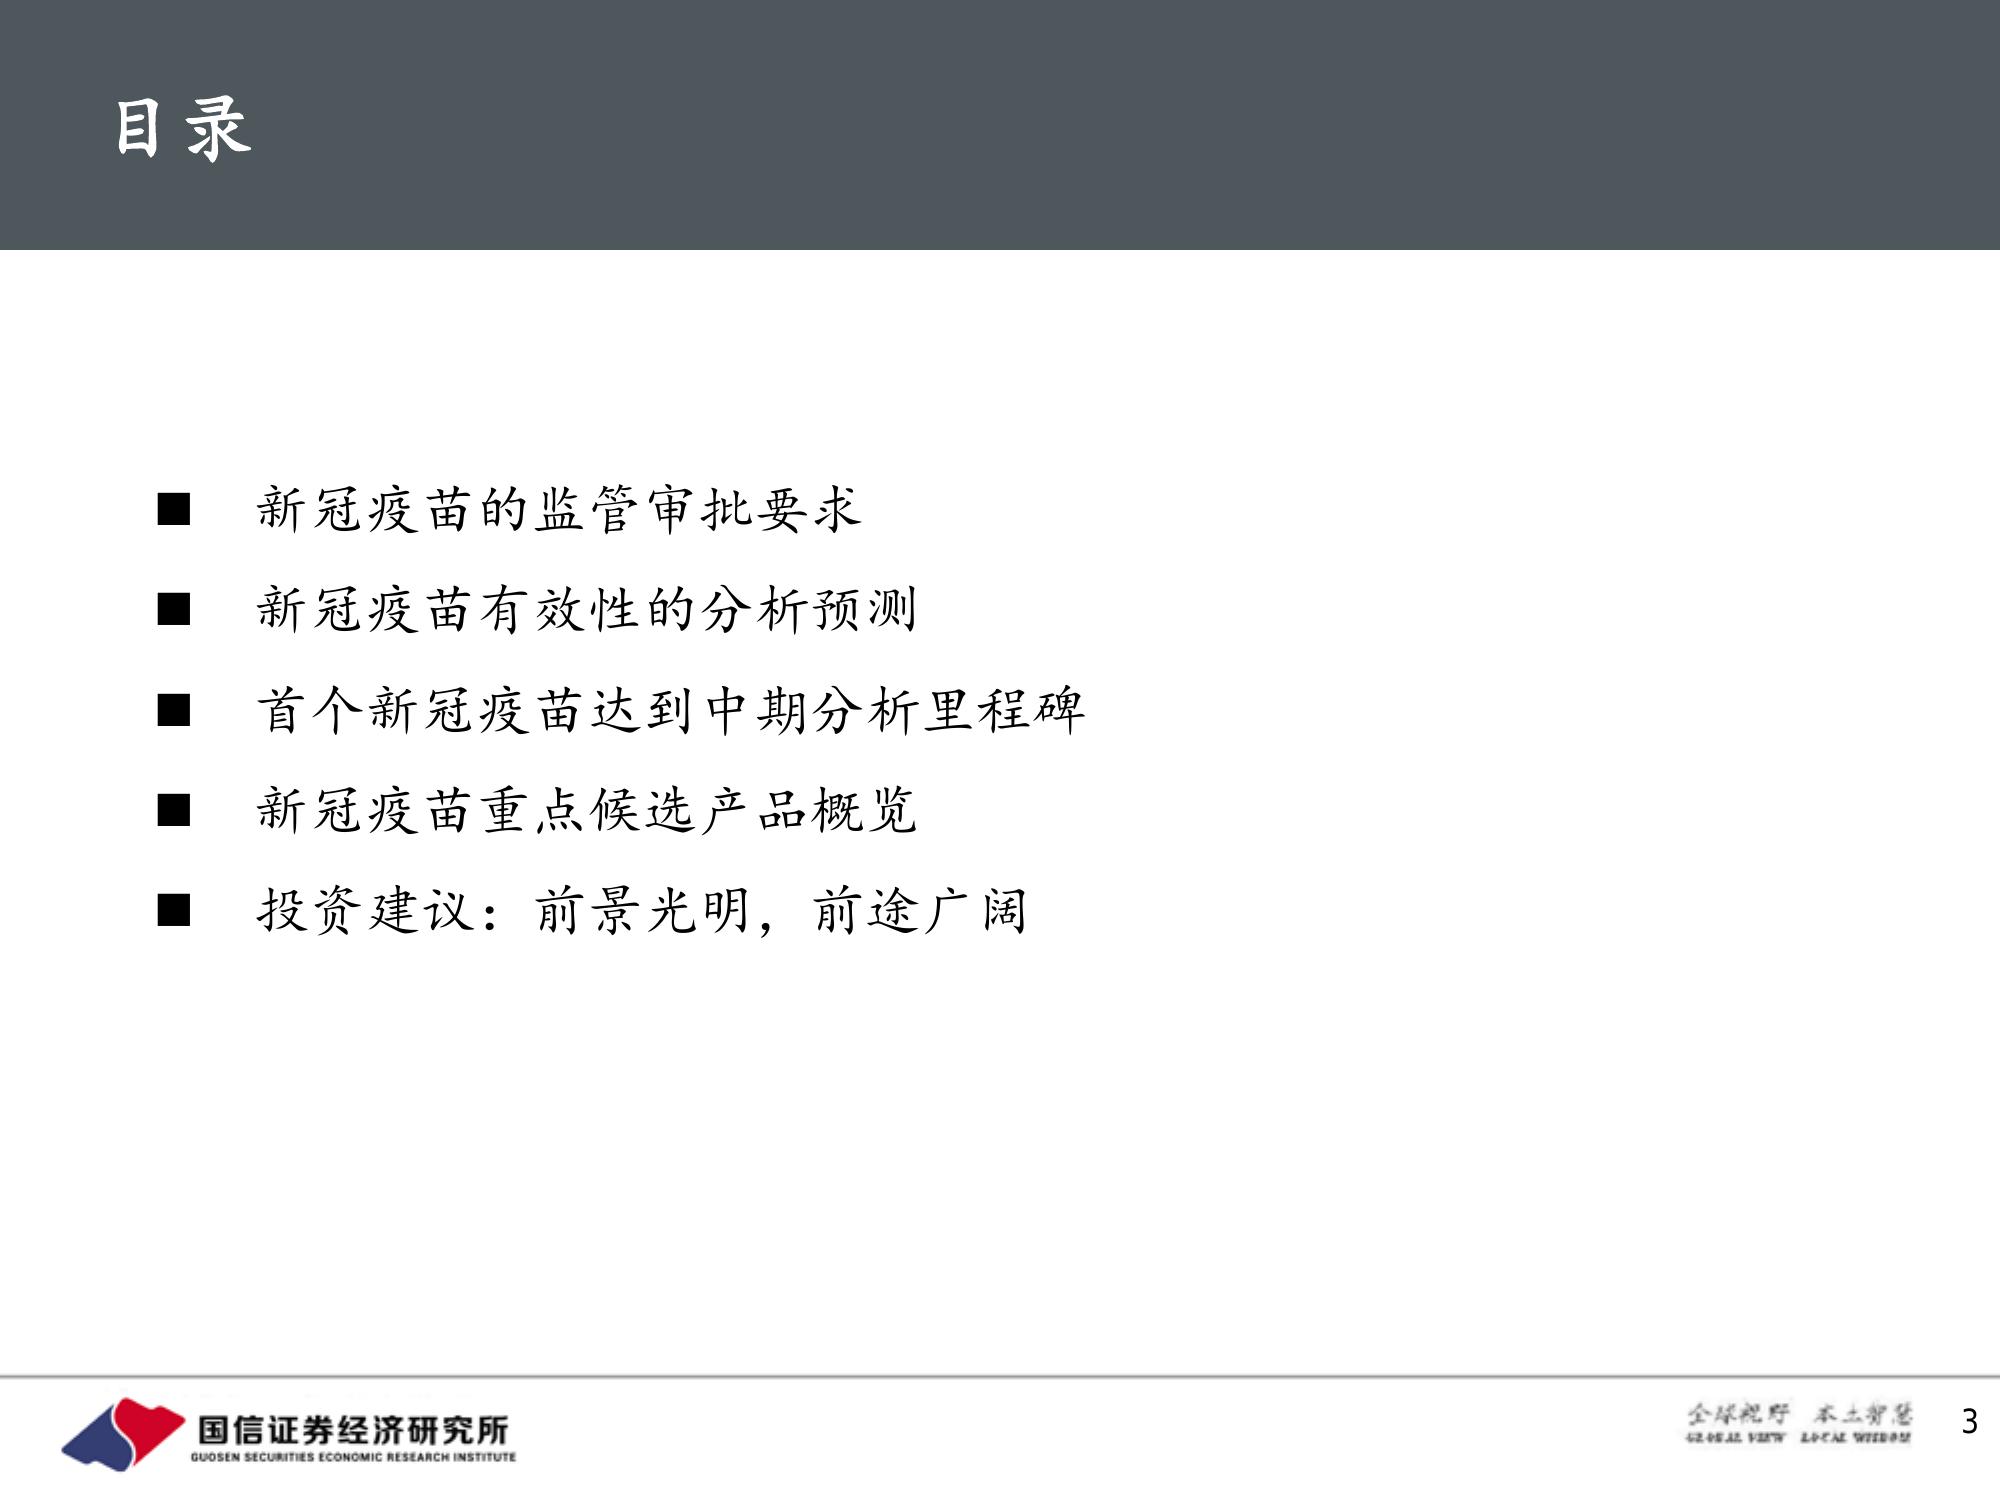 目录
■ 新冠疫苗的监管审批要求
■ 新冠疫苗有效性的分析预测
■ 首个新冠疫苗达到中期分析里程碑
■ 新冠疫苗重点候选产品概览
■ 投资建议：前景光明，前途广阔
国信证券经济研究所
GUOSEN SECURITIES ECONOMIC RESEARCH INSTITUTE
全球视野 本土智慧
GLOBAL VIEW LOCAL WISDOM
3